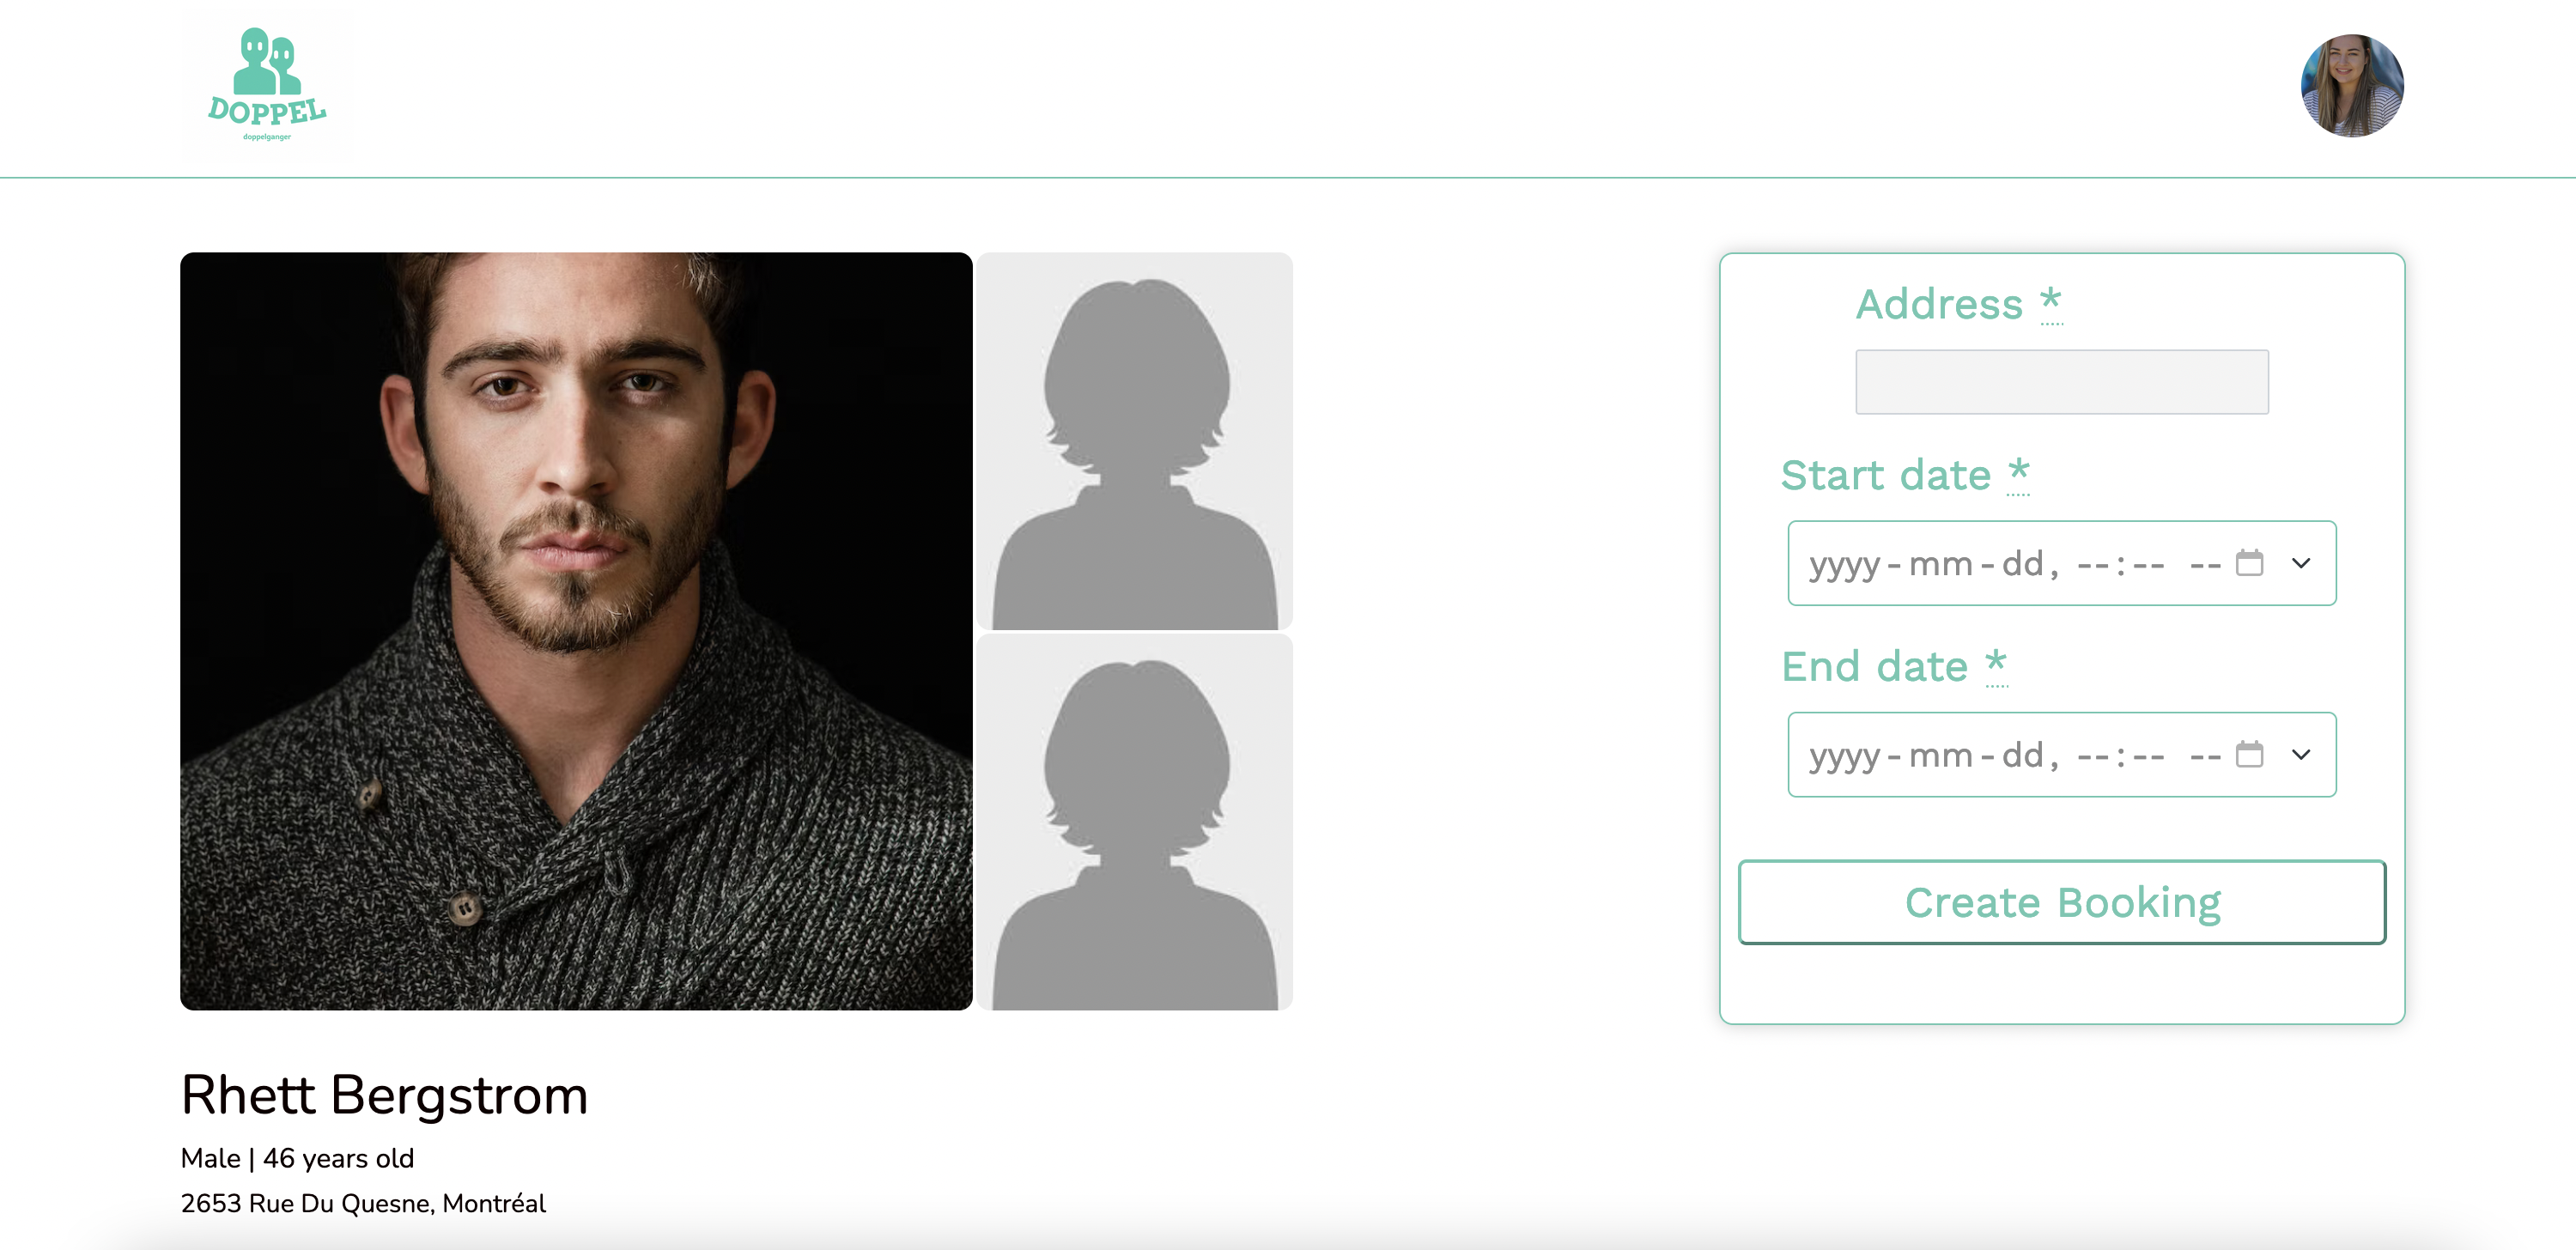 DOPPEL
doppelganger
Address *
Start date *
yyyy-mm-dd, --:-- --
End date *
yyyy-mm-dd, --:-- --
Create Booking
Rhett Bergstrom
Male | 46 years old
2653 Rue Du Quesne, Montréal